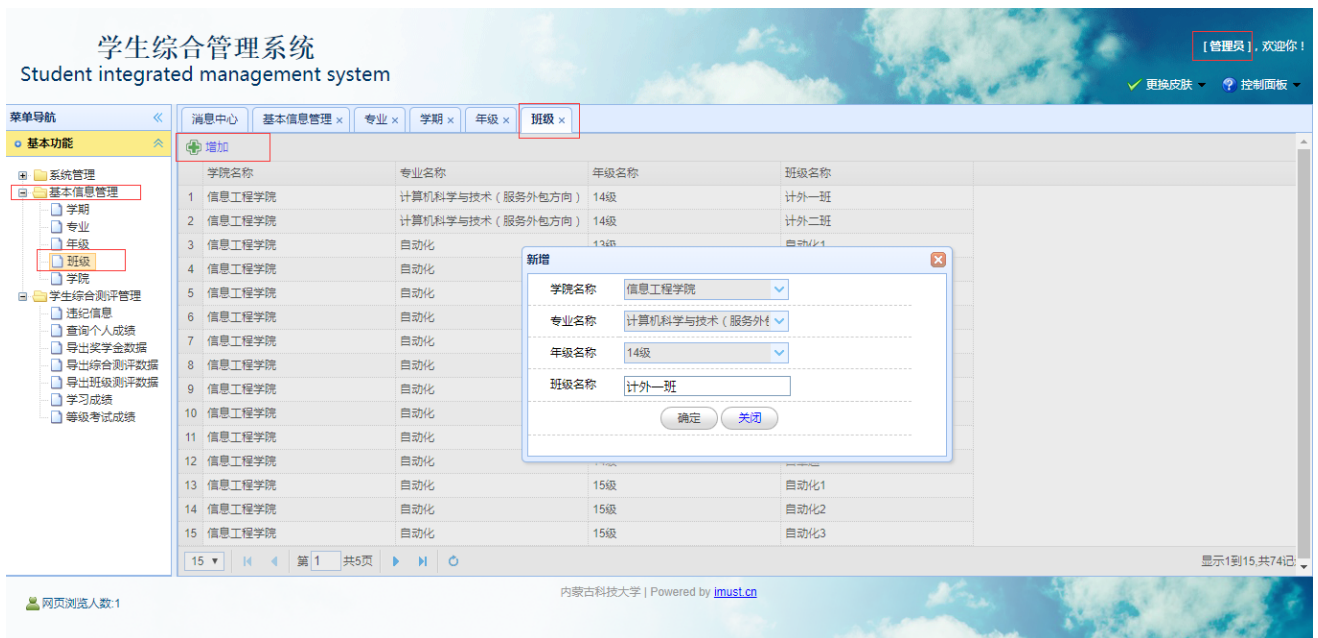 学生综合管理系统
Student integrated management system
[ 管理员 ]，欢迎你！
更换皮肤 控制面板
菜单导航
基本功能
系统管理
基本信息管理
学期
专业
年级
班级
学院
学生综合测评管理
违纪信息
查询个人成绩
导出奖学金数据
导出综合测评数据
导出班级测评数据
学习成绩
等级考试成绩
消息中心 基本信息管理 × 专业 × 学期 × 年级 × 班级 ×
增加
学院名称 专业名称 年级名称 班级名称
1 信息工程学院 计算机科学与技术（服务外包方向） 14级 计外一班
2 信息工程学院 计算机科学与技术（服务外包方向） 14级 计外二班
3 信息工程学院 自动化 13级 自动化1
4 信息工程学院 自动化
5 信息工程学院 自动化
6 信息工程学院 自动化
7 信息工程学院 自动化
8 信息工程学院 自动化
9 信息工程学院 自动化
10 信息工程学院 自动化
11 信息工程学院 自动化
12 信息工程学院 自动化
13 信息工程学院 自动化 15级 自动化1
14 信息工程学院 自动化 15级 自动化2
15 信息工程学院 自动化 15级 自动化3
新增
学院名称 信息工程学院
专业名称 计算机科学与技术（服务外
年级名称 14级
班级名称 计外一班
确定 关闭
15 第 1 共5页
显示1到15,共74记
网页浏览人数:1
内蒙古科技大学 | Powered by imust.cn